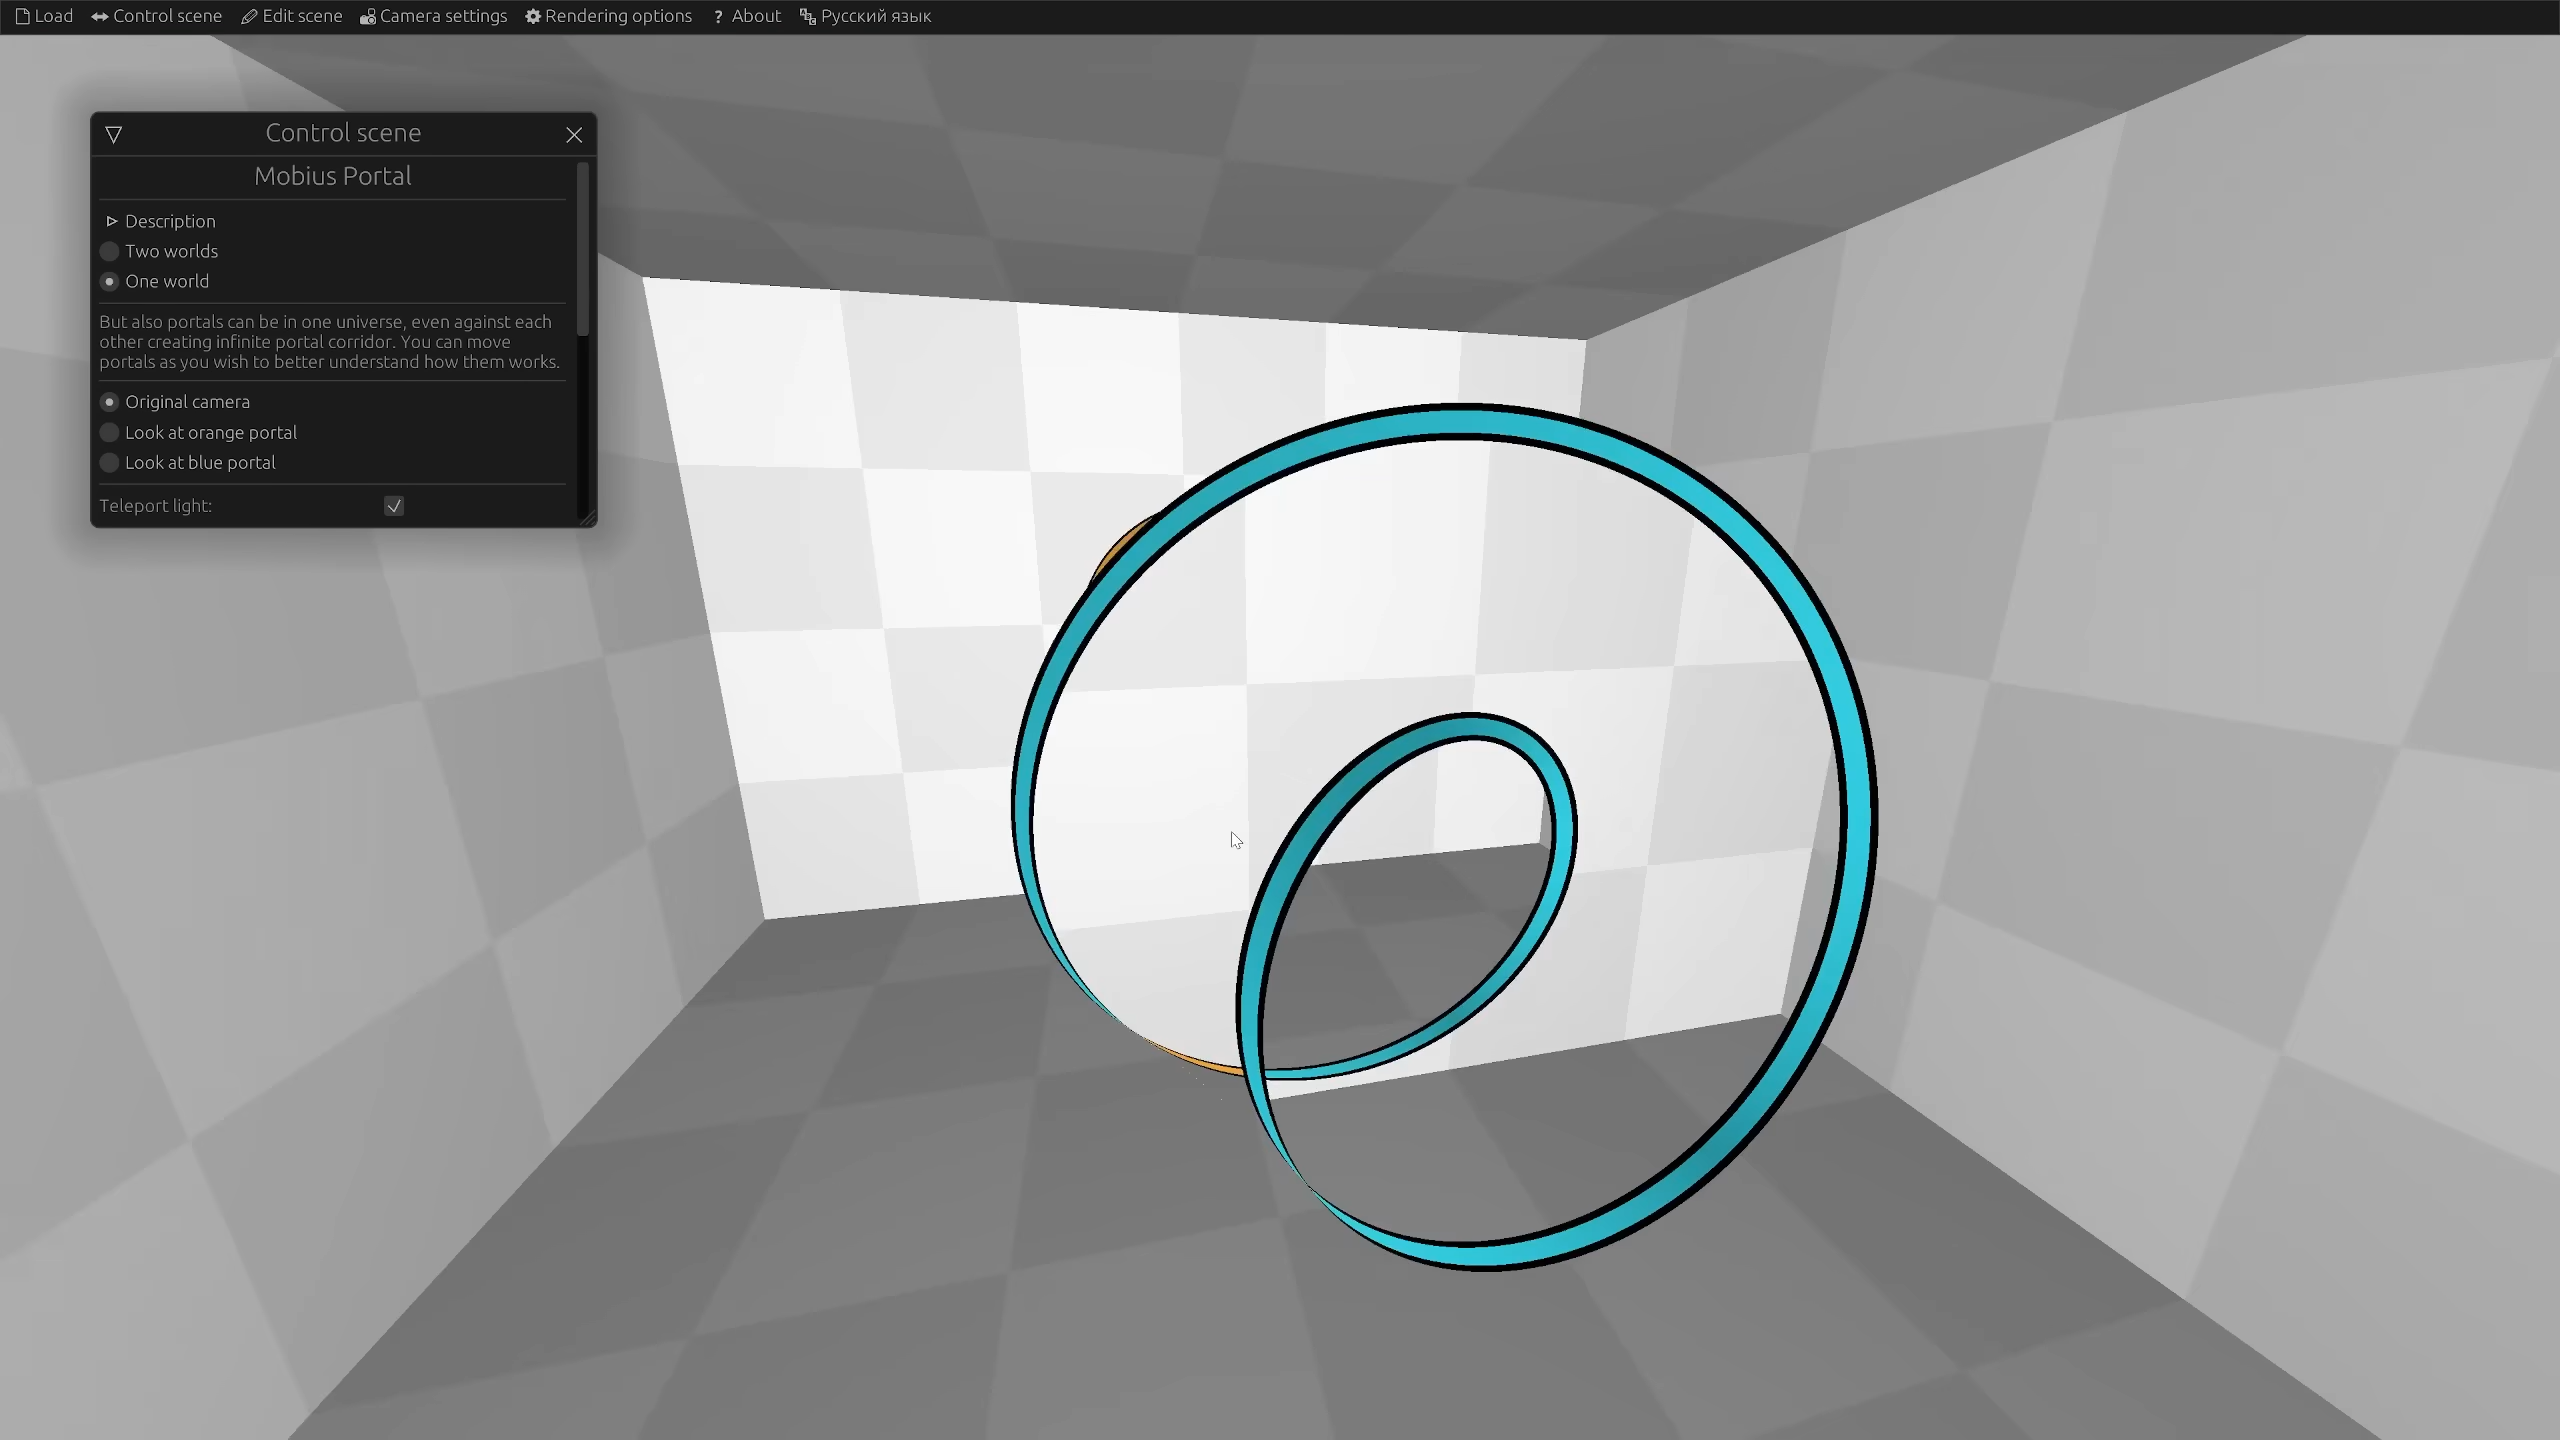 Load Control scene Edit scene Camera settings Rendering options ? About Русский язык
Control scene
Mobius Portal
Description
Two worlds
One world
But also portals can be in one universe, even against each
other creating infinite portal corridor. You can move
portals as you wish to better understand how them works.
Original camera
Look at orange portal
Look at blue portal
Teleport light: